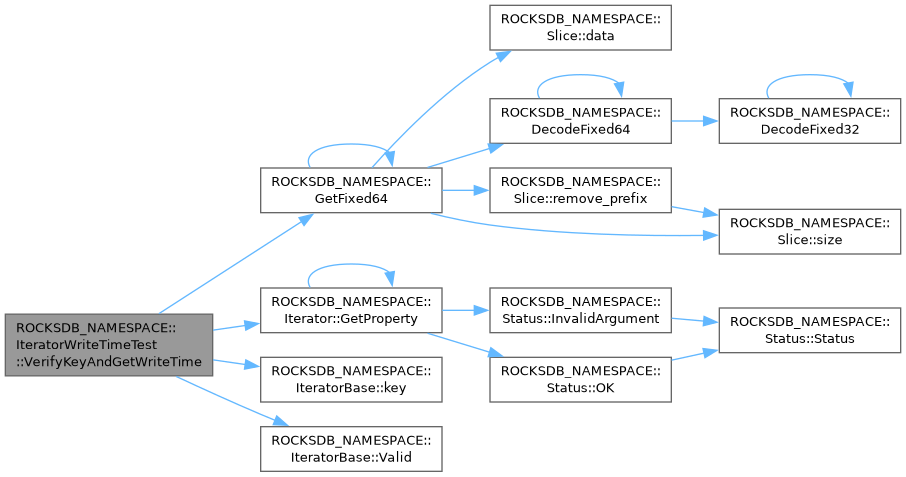 ROCKSDB_NAMESPACE::
IteratorWriteTimeTest
::VerifyKeyAndGetWriteTime
ROCKSDB_NAMESPACE::
GetFixed64
ROCKSDB_NAMESPACE::
Slice::data
ROCKSDB_NAMESPACE::
DecodeFixed64
ROCKSDB_NAMESPACE::
DecodeFixed32
ROCKSDB_NAMESPACE::
Slice::remove_prefix
ROCKSDB_NAMESPACE::
Slice::size
ROCKSDB_NAMESPACE::
Iterator::GetProperty
ROCKSDB_NAMESPACE::
Status::InvalidArgument
ROCKSDB_NAMESPACE::
Status::Status
ROCKSDB_NAMESPACE::
Status::OK
ROCKSDB_NAMESPACE::
IteratorBase::key
ROCKSDB_NAMESPACE::
IteratorBase::Valid